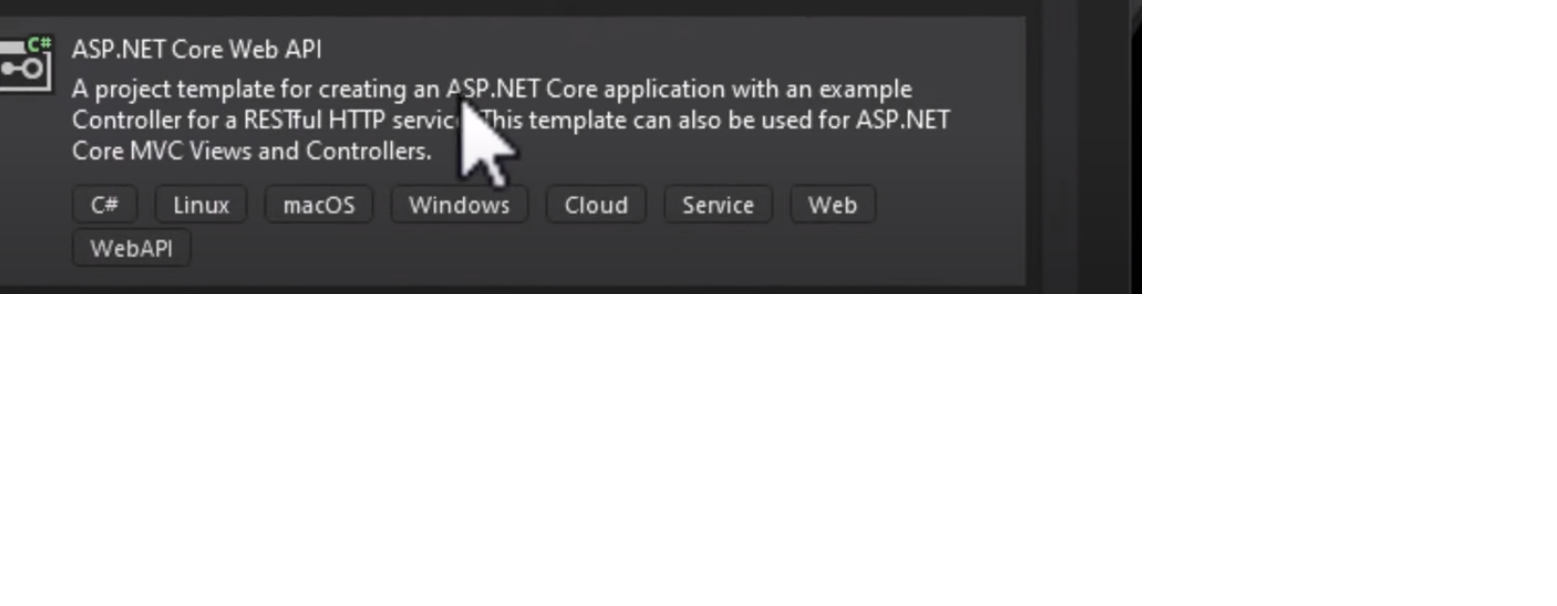 C#
ASP.NET Core Web API
A project template for creating an ASP.NET Core application with an example
Controller for a RESTful HTTP This template can also be used for ASP.NET
Core MVC Views and Controllers.
C# Linux macOS Windows Cloud Service Web
WebAPI